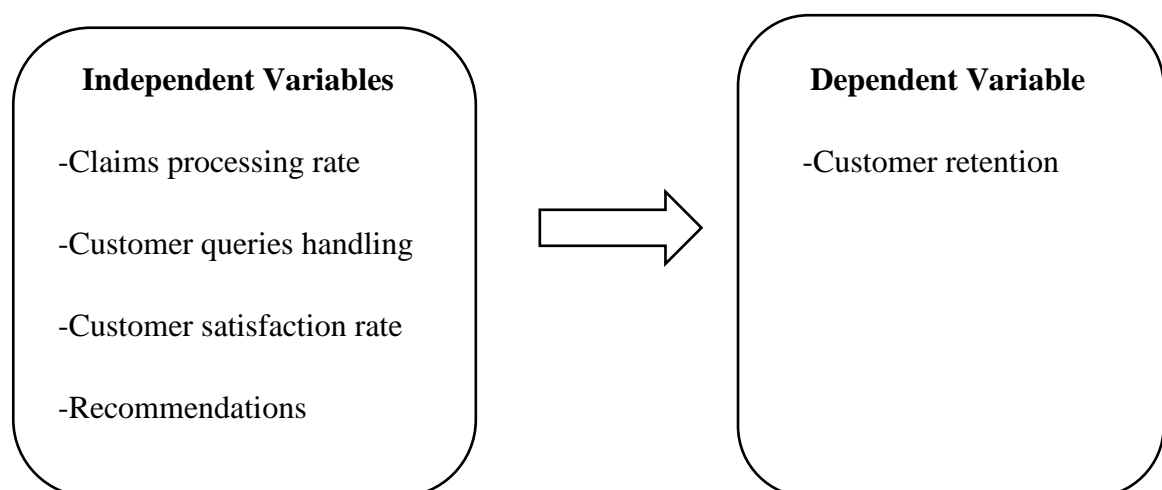 Independent Variables
-Claims processing rate
-Customer queries handling
-Customer satisfaction rate
-Recommendations
Dependent Variable
-Customer retention